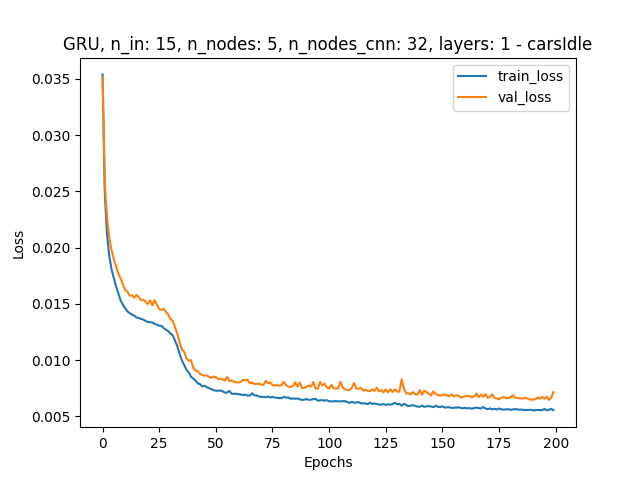 GRU, n_in: 15, n_nodes: 5, n_nodes_cnn: 32, layers: 1 - carsIdle
train_loss
val_loss
0.035
0.030
0.025
0.020
0.015
0.010
0.005
Loss
0 25 50 75 100 125 150 175 200
Epochs